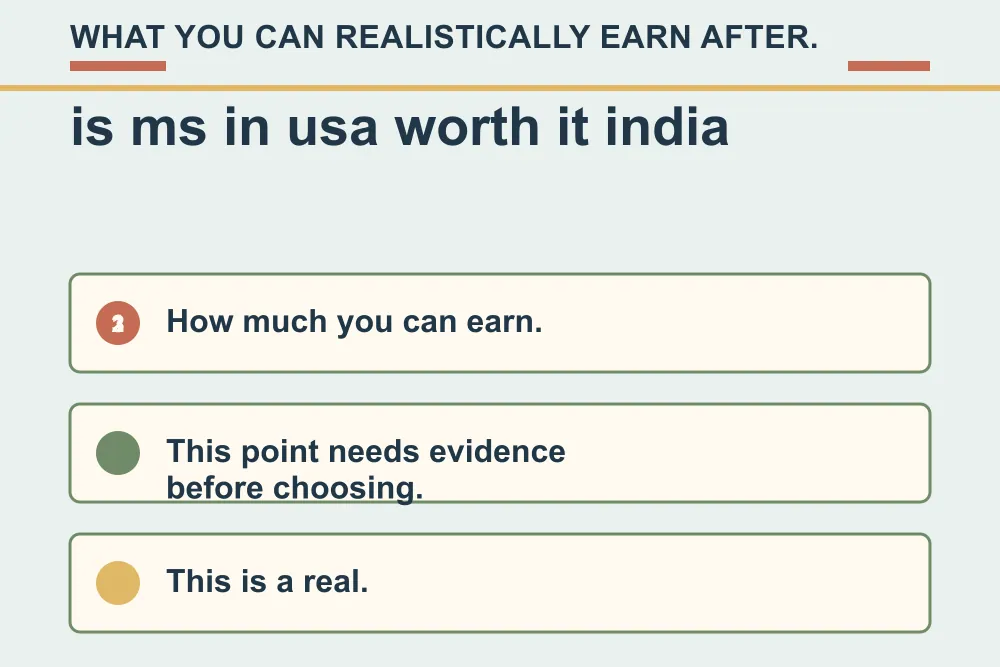 WHAT YOU CAN REALISTICALLY EARN AFTER.
is ms in usa worth it india
How much you can earn.
This point needs evidence
before choosing.
This is a real.